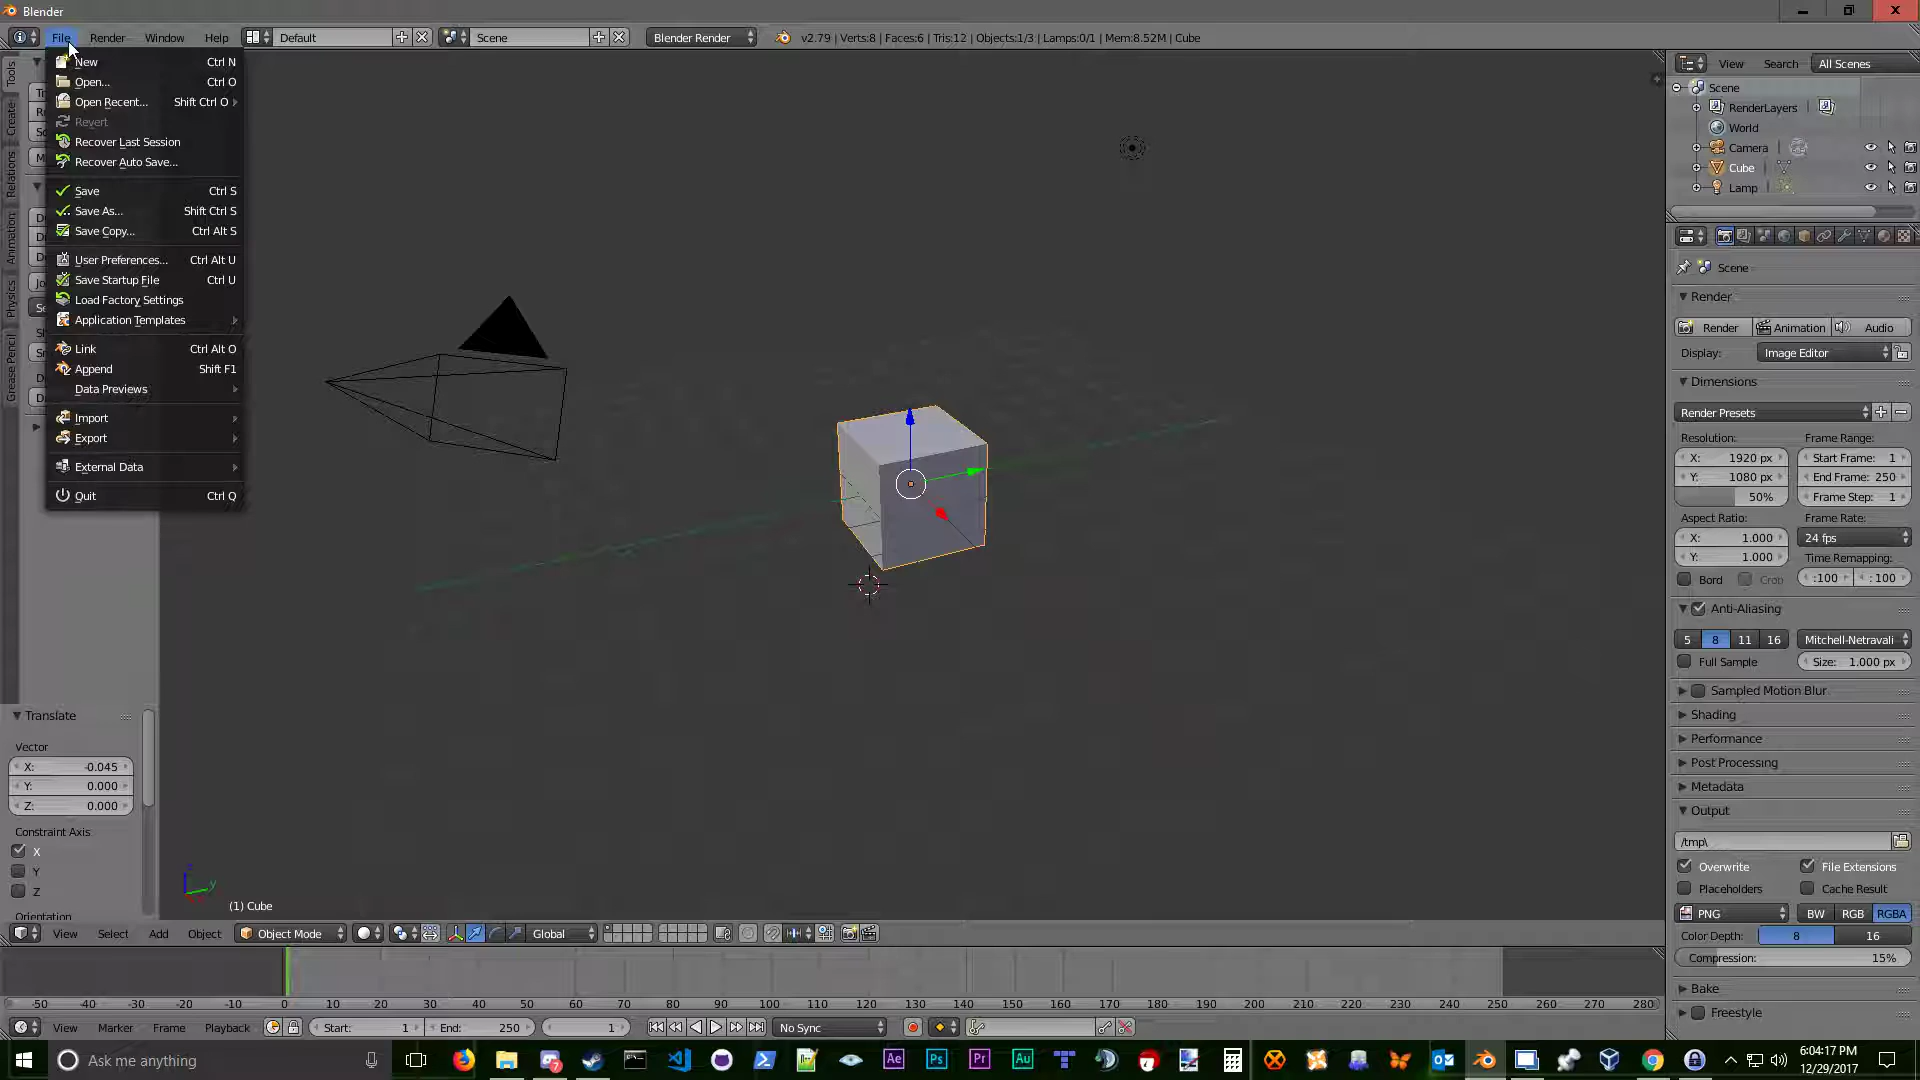 Blender
File Render Window Help Default Scene Blender Render v2.79 | Verts:8 | Faces:6 | Tris:12 | Objects:1/3 | Lamps:0/1 | Mem:8.52M | Cube
New Ctrl N
Open... Ctrl O
Open Recent... Shift Ctrl O
Revert
Recover Last Session
Recover Auto Save...
Save Ctrl S
Save As... Shift Ctrl S
Save Copy... Ctrl Alt S
User Preferences... Ctrl Alt U
Save Startup File Ctrl U
Load Factory Settings
Application Templates
Link Ctrl Alt O
Append Shift F1
Data Previews
Import
Export
External Data
Quit Ctrl Q
Tools
Create
Relations
Animation
Physics
Grease Pencil
Translate
Vector
X: -0.045
Y: 0.000
Z: 0.000
Constraint Axis
X
Y
Z
Orientation
(1) Cube
View Select Add Object Object Mode Global
-50 -40 -30 -20 -10 0 10 20 30 40 50 60 70 80 90 100 110 120 130 140 150 160 170 180 190 200 210 220 230 240 250 260 270 280
View Marker Frame Playback Start: 1 End: 250 1 No Sync
View Search All Scenes
Scene
RenderLayers
World
Camera
Cube
Lamp
Scene
Render
Render Animation Audio
Display: Image Editor
Dimensions
Render Presets
Resolution: Frame Range:
X: 1920 px Start Frame: 1
Y: 1080 px End Frame: 250
50% Frame Step: 1
Aspect Ratio: Frame Rate:
X: 1.000 24 fps
Y: 1.000 Time Remapping:
Bord Crop :100 : 100
Anti-Aliasing
5 8 11 16 Mitchell-Netravali
Full Sample Size: 1.000 px
Sampled Motion Blur
Shading
Performance
Post Processing
Metadata
Output
/tmp\
Overwrite File Extensions
Placeholders Cache Result
PNG BW RGB RGBA
Color Depth: 8 16
Compression: 15%
Bake
Freestyle
Ask me anything
7
Ae Ps Pr Au
6:04:17 PM
12/29/2017